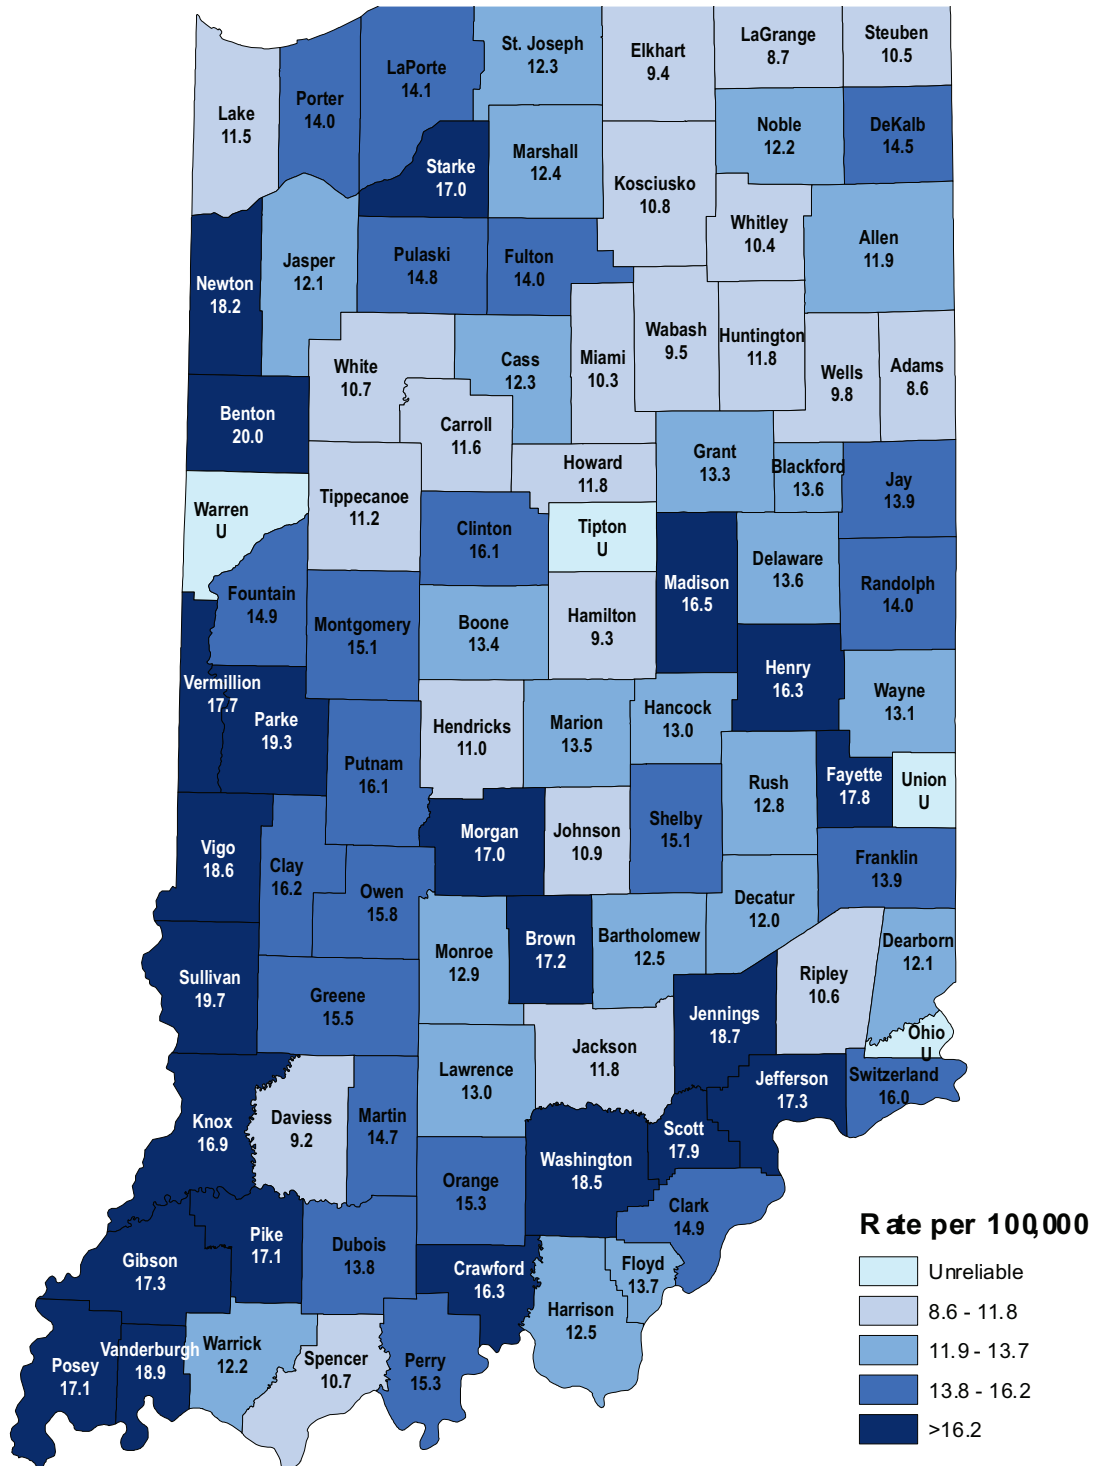 St. Joseph
12.3
Elkhart
9.4
LaGrange
8.7
Steuben
10.5
LaPorte
14.1
Porter
14.0
Lake
11.5
Noble
12.2
DeKalb
14.5
Starke
17.0
Marshall
12.4
Kosciusko
10.8
Whitley
10.4
Allen
11.9
Newton
18.2
Jasper
12.1
Pulaski
14.8
Fulton
14.0
Wabash
9.5
Huntington
11.8
White
10.7
Cass
12.3
Miami
10.3
Wells
9.8
Adams
8.6
Benton
20.0
Carroll
11.6
Howard
11.8
Grant
13.3
Blackford
13.6
Jay
13.9
Warren
U
Tippecanoe
11.2
Clinton
16.1
Tipton
U
Madison
16.5
Delaware
13.6
Randolph
14.0
Fountain
14.9
Montgomery
15.1
Boone
13.4
Hamilton
9.3
Henry
16.3
Wayne
13.1
Vermillion
17.7
Parke
19.3
Putnam
16.1
Hendricks
11.0
Marion
13.5
Hancock
13.0
Rush
12.8
Fayette
17.8
Union
U
Vigo
18.6
Clay
16.2
Owen
15.8
Morgan
17.0
Johnson
10.9
Shelby
15.1
Franklin
13.9
Decatur
12.0
Sullivan
19.7
Greene
15.5
Monroe
12.9
Brown
17.2
Bartholomew
12.5
Jennings
18.7
Ripley
10.6
Dearborn
12.1
Ohio
U
Knox
16.9
Daviess
9.2
Martin
14.7
Lawrence
13.0
Jackson
11.8
Jefferson
17.3
Switzerland
16.0
Orange
15.3
Washington
18.5
Scott
17.9
Clark
14.9
Gibson
17.3
Pike
17.1
Dubois
13.8
Crawford
16.3
Harrison
12.5
Floyd
13.7
Posey
17.1
Vanderburgh
18.9
Warrick
12.2
Spencer
10.7
Perry
15.3
Rate per 100,000
Unreliable
8.6 - 11.8
11.9 - 13.7
13.8 - 16.2
>16.2